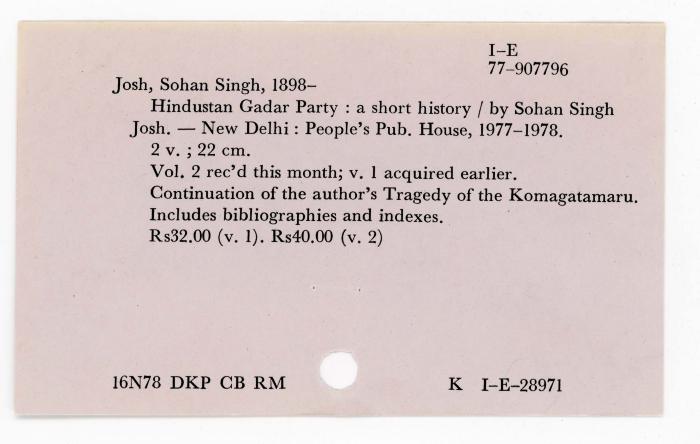 I–E
77–907796
Josh, Sohan Singh, 1898–
Hindustan Gadar Party : a short history / by Sohan Singh
Josh. — New Delhi : People's Pub. House, 1977–1978.
2 v. ; 22 cm.
Vol. 2 rec'd this month; v. 1 acquired earlier.
Continuation of the author's Tragedy of the Komagatamaru.
Includes bibliographies and indexes.
Rs32.00 (v. 1). Rs40.00 (v. 2)
16N78 DKP CB RM K I–E–28971